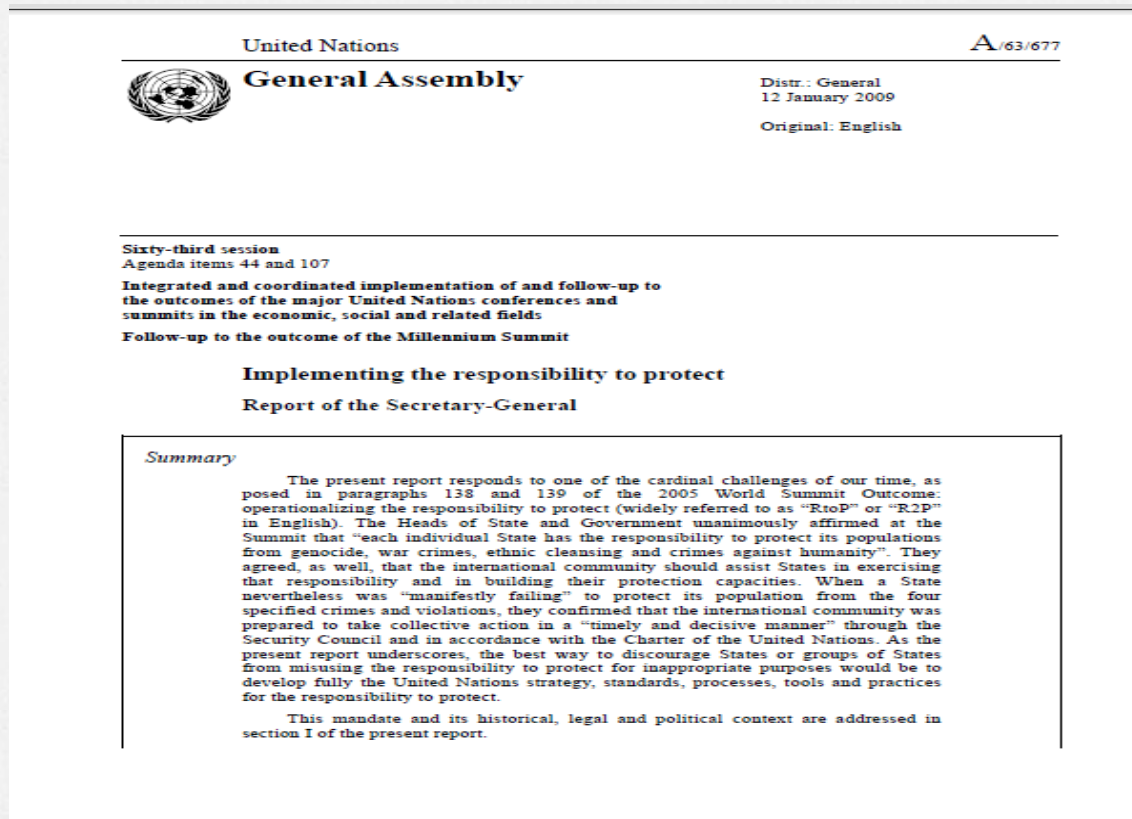 United Nations
A/63/677
General Assembly
Distr.: General
12 January 2009
Original: English
Sixty-third session
Agenda items 44 and 107
Integrated and coordinated implementation of and follow-up to
the outcomes of the major United Nations conferences and
summits in the economic, social and related fields
Follow-up to the outcome of the Millennium Summit
Implementing the responsibility to protect
Report of the Secretary-General
Summary
The present report responds to one of the cardinal challenges of our time, as
posed in paragraphs 138 and 139 of the 2005 World Summit Outcome:
operationalizing the responsibility to protect (widely referred to as “RtoP” or “R2P”
in English). The Heads of State and Government unanimously affirmed at the
Summit that “each individual State has the responsibility to protect its populations
from genocide, war crimes, ethnic cleansing and crimes against humanity”. They
agreed, as well, that the international community should assist States in exercising
that responsibility and in building their protection capacities. When a State
nevertheless was “manifestly failing” to protect its population from the four
specified crimes and violations, they confirmed that the international community was
prepared to take collective action in a “timely and decisive manner” through the
Security Council and in accordance with the Charter of the United Nations. As the
present report underscores, the best way to discourage States or groups of States
from misusing the responsibility to protect for inappropriate purposes would be to
develop fully the United Nations strategy, standards, processes, tools and practices
for the responsibility to protect.
This mandate and its historical, legal and political context are addressed in
section I of the present report.